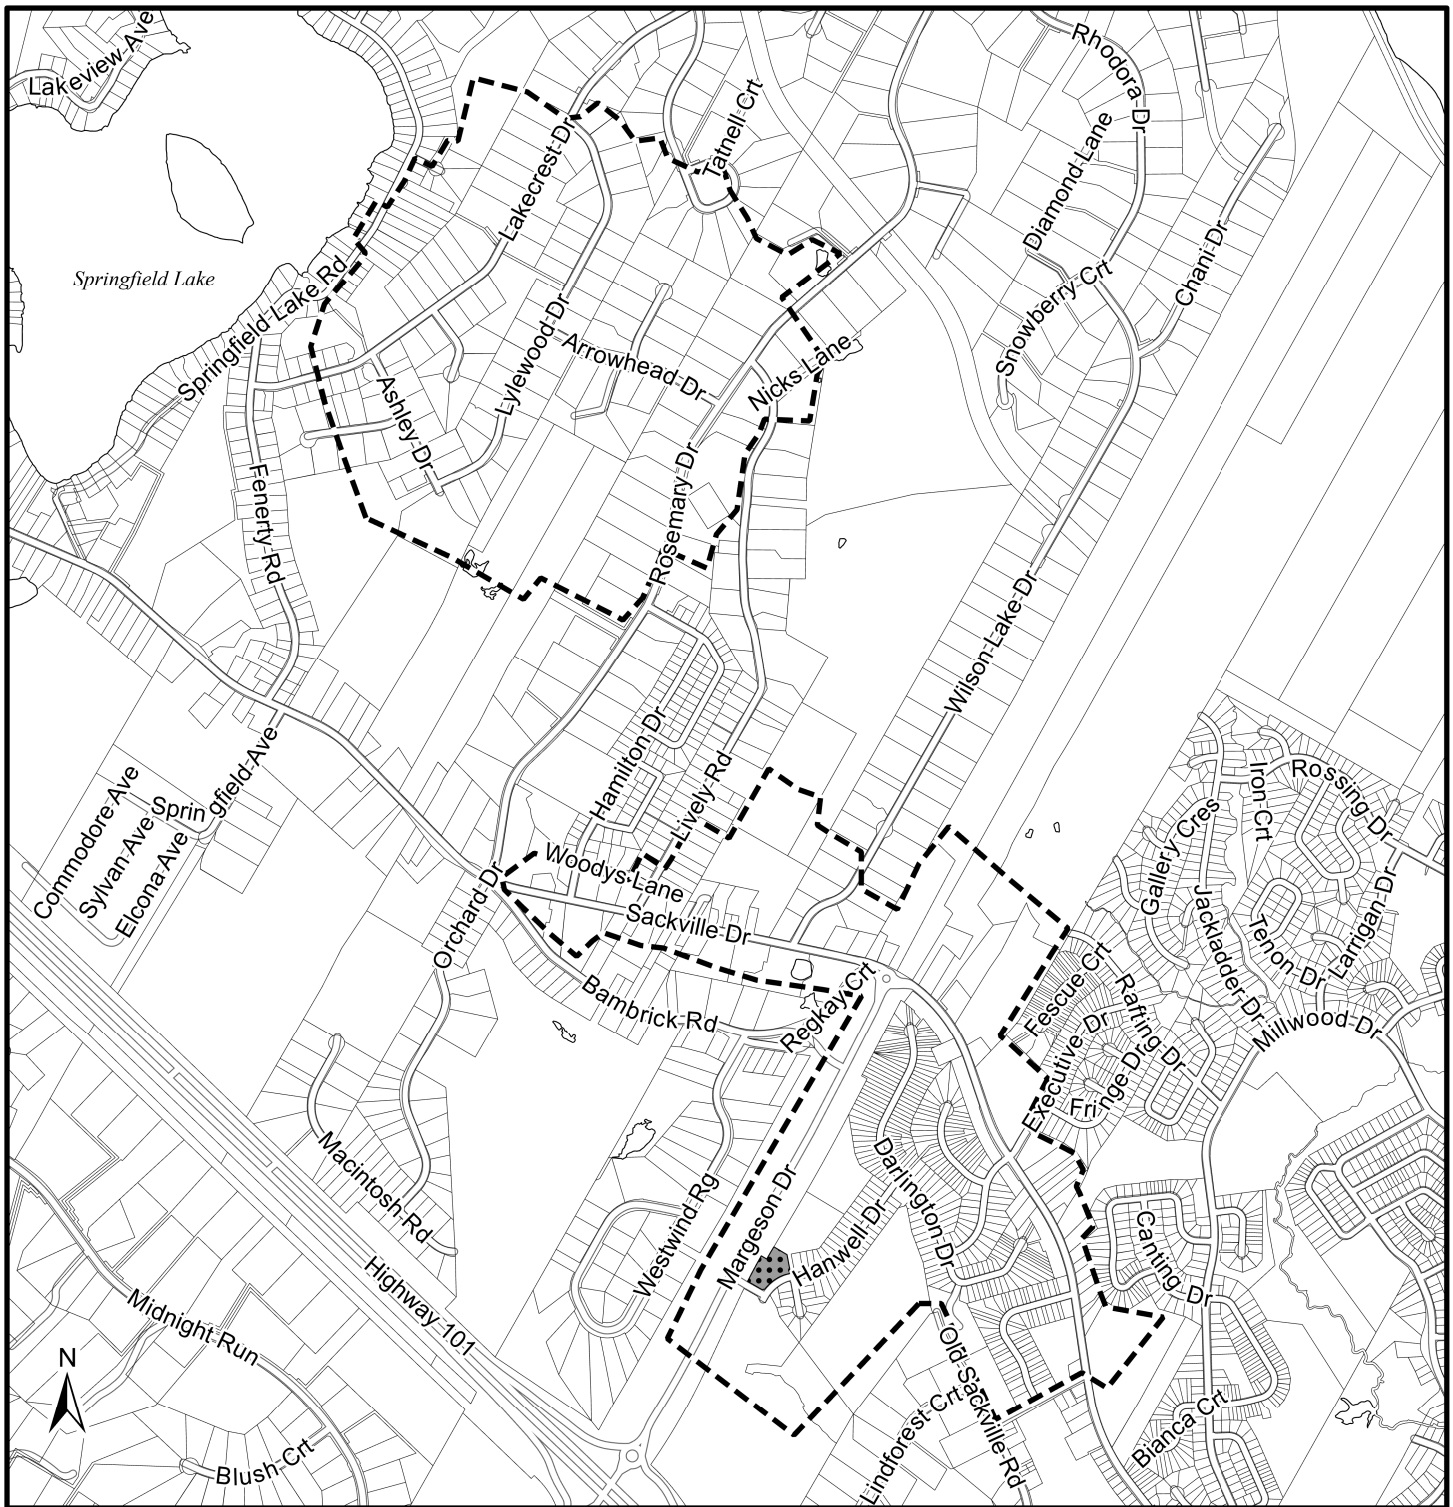 Lakeview Ave
Rhodora Dr
Tatnell Crt
Diamond Lane
Lakecrest Dr
Springfield Lake
Springfield Lake Rd
Chani Dr
Snowberry Crt
Lylewood Dr
Arrowhead Dr
Nicks Lane
Ashley Dr
Rosemary Dr
Fenerty Rd
Wilson Lake Dr
Hamilton Dr
Lively Rd
Springfield Ave
Commodore Ave
Sylvan Ave
Elcona Ave
Iron Crt
Rossing Dr
Gallery Cres
Jackladder Dr
Larrigan Dr
Tenon Dr
Woodys Lane
Sackville Dr
Orchard Dr
Bambrick Rd
Regkay Crt
Fescue Crt
Rafting Dr
Executive Dr
Fringe Dr
Millwood Dr
Macintosh Rd
Westwind Rg
Margeson Dr
Hanwell Dr
Darlington Dr
Canting Dr
Highway 101
Midnight Run
N
Old Sackville Rd
Lindforest Crt
Bianca Crt
Blush Crt